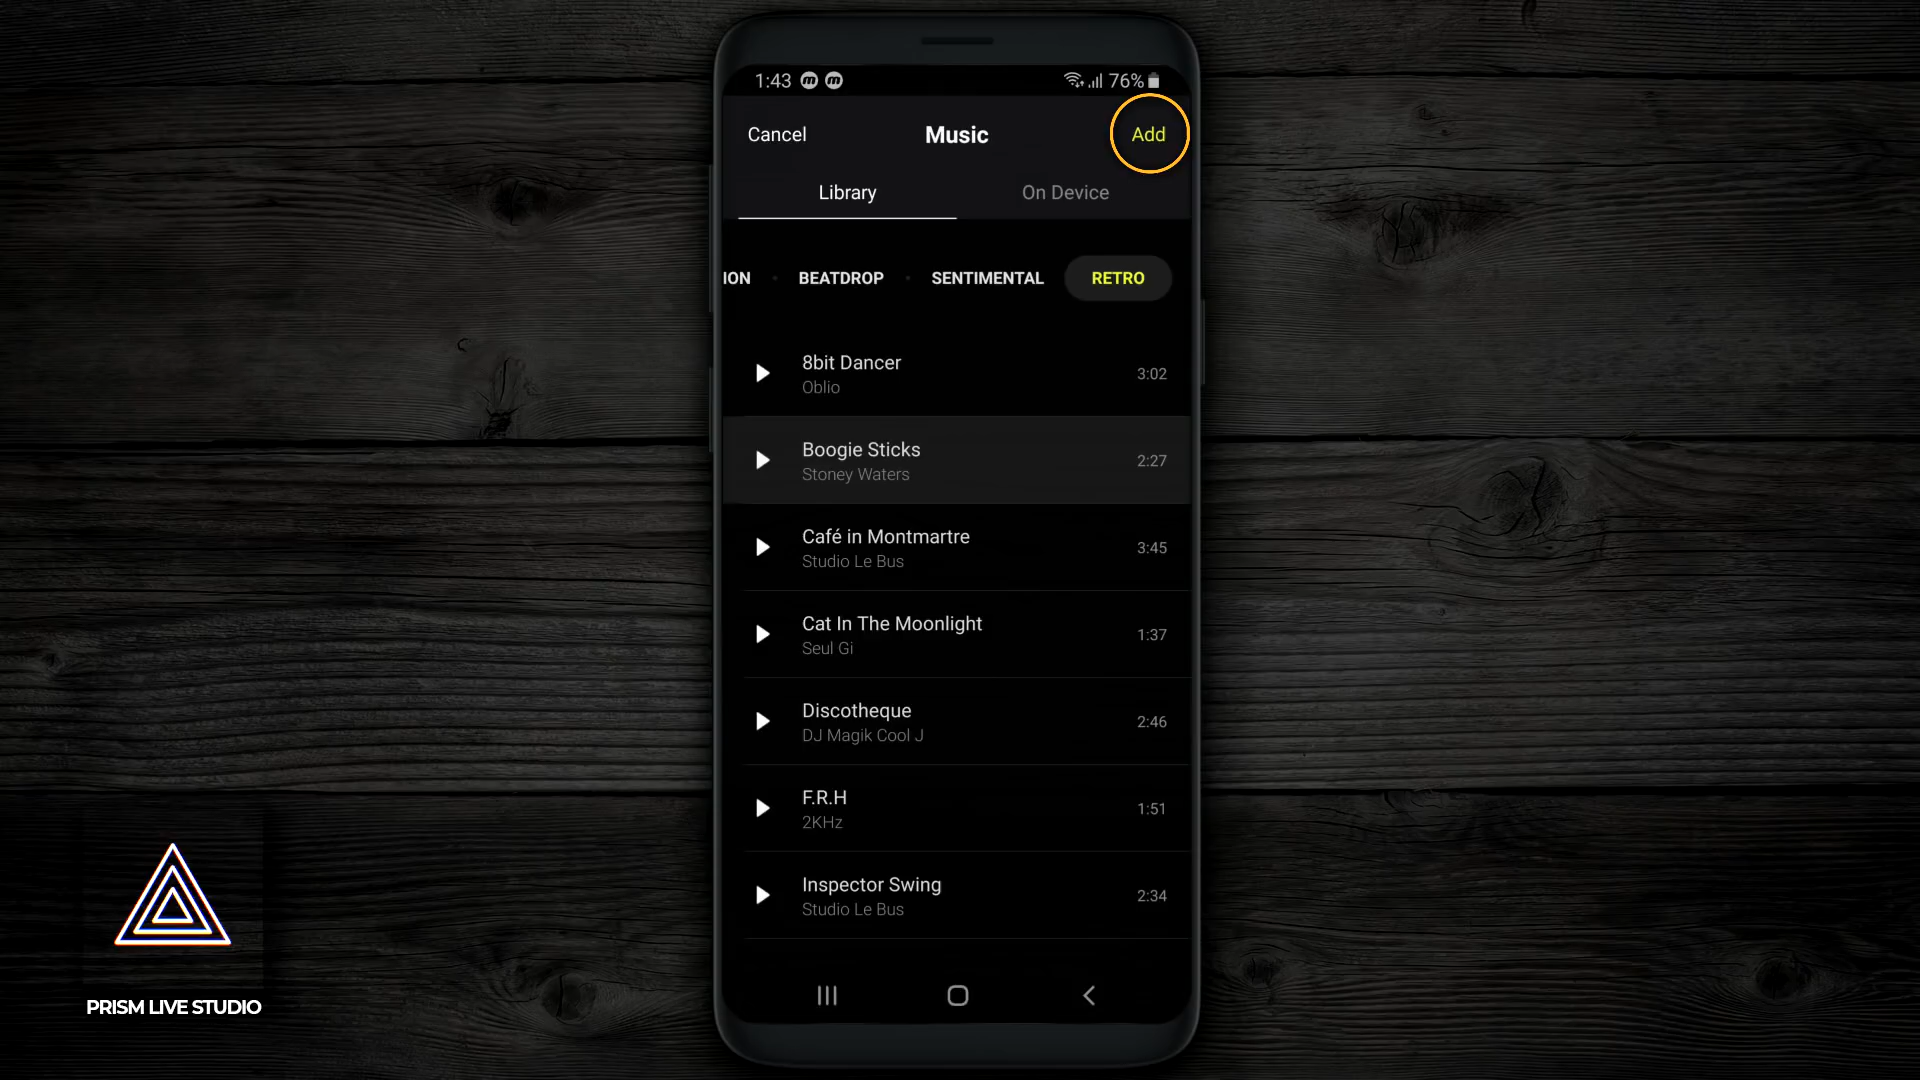 1:43
76%
Cancel
Music
Add
Library
On Device
ION
BEATDROP
SENTIMENTAL
RETRO
8bit Dancer
Oblio
3:02
Boogie Sticks
Stoney Waters
2:27
Café in Montmartre
Studio Le Bus
3:45
Cat In The Moonlight
Seul Gi
1:37
Discotheque
DJ Magik Cool J
2:46
F.R.H
2KHz
1:51
Inspector Swing
Studio Le Bus
2:34
PRISM LIVE STUDIO